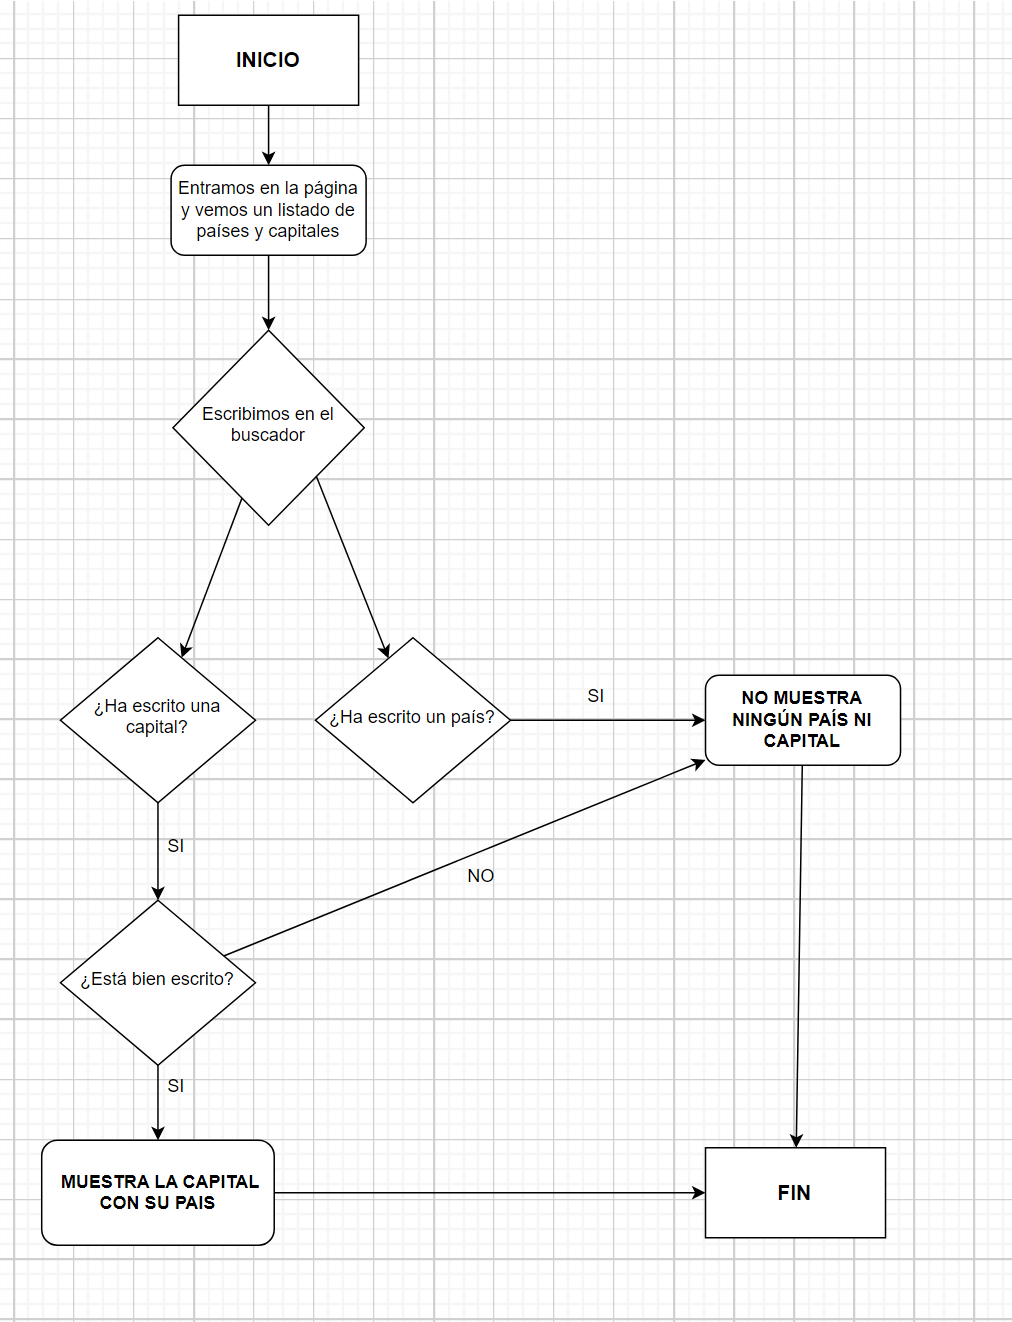 INICIO
Entramos en la página
y vemos un listado de
países y capitales
Escribimos en el
buscador
¿Ha escrito una
capital?
¿Ha escrito un país?
SI
NO MUESTRA
NINGÚN PAÍS NI
CAPITAL
SI
NO
¿Está bien escrito?
SI
MUESTRA LA CAPITAL
CON SU PAIS
FIN